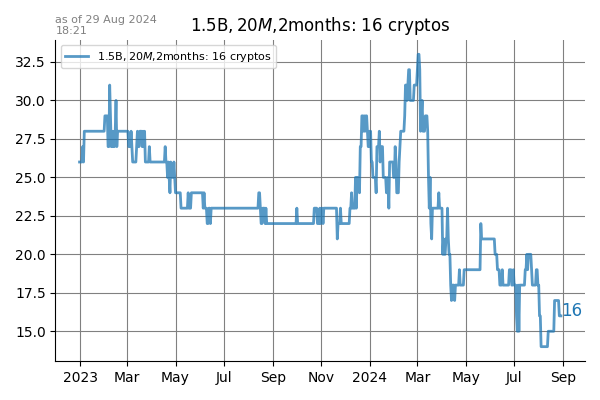 as of 29 Aug 2024
18:21
1.5B, 20M,2months: 16 cryptos
1.5B, 20M,2months: 16 cryptos
32.5
30.0
27.5
25.0
22.5
20.0
17.5
15.0
16
2023 Mar May Jul Sep Nov 2024 Mar May Jul Sep